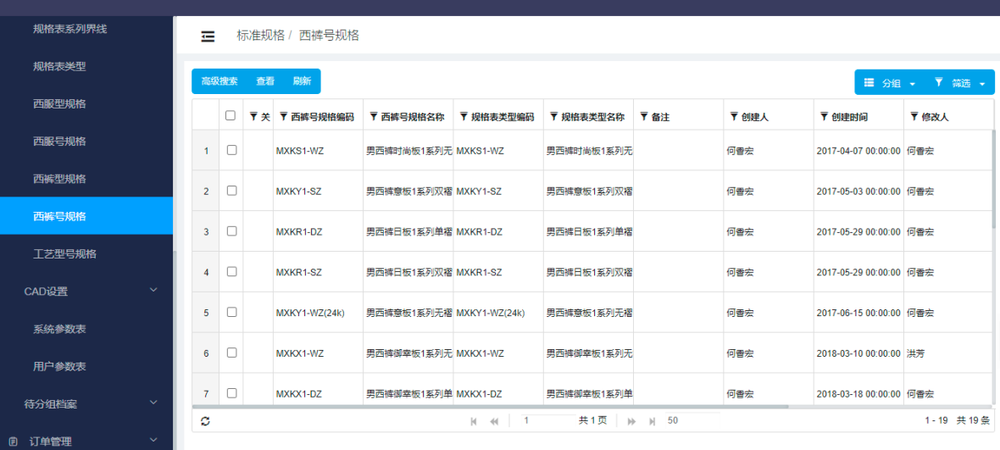 规格表系列界线
规格表类型
西服型规格
西服号规格
西裤型规格
西裤号规格
工艺型号规格
CAD设置
系统参数表
用户参数表
待分组档案
订单管理
标准规格 / 西裤号规格
高级搜索 查看 刷新
分组 筛选
关 西裤号规格编码 西裤号规格名称 规格表类型编码 规格表类型名称 备注 创建人 创建时间 修改人
1 MXKS1-WZ 男西裤时尚板1系列无 MXKS1-WZ 男西裤时尚板1系列无 何香宏 2017-04-07 00:00:00 何香宏
2 MXKY1-SZ 男西裤意板1系列双褶 MXKY1-SZ 男西裤意板1系列双褶 何香宏 2017-05-03 00:00:00 何香宏
3 MXKR1-DZ 男西裤日板1系列单褶 MXKR1-DZ 男西裤日板1系列单褶 何香宏 2017-05-29 00:00:00 何香宏
4 MXKR1-SZ 男西裤日板1系列双褶 MXKR1-SZ 男西裤日板1系列双褶 何香宏 2017-05-29 00:00:00 何香宏
5 MXKY1-WZ(24k) 男西裤意板1系列无褶 MXKY1-WZ(24k) 男西裤意板1系列无褶 何香宏 2017-06-15 00:00:00 何香宏
6 MXKX1-WZ 男西裤御幸板1系列无 MXKX1-WZ 男西裤御幸板1系列无 何香宏 2018-03-10 00:00:00 洪芳
7 MXKX1-DZ 男西裤御幸板1系列单 MXKX1-DZ 男西裤御幸板1系列单 何香宏 2018-03-18 00:00:00 何香宏
1 共 1 页 50 1 - 19 共 19 条